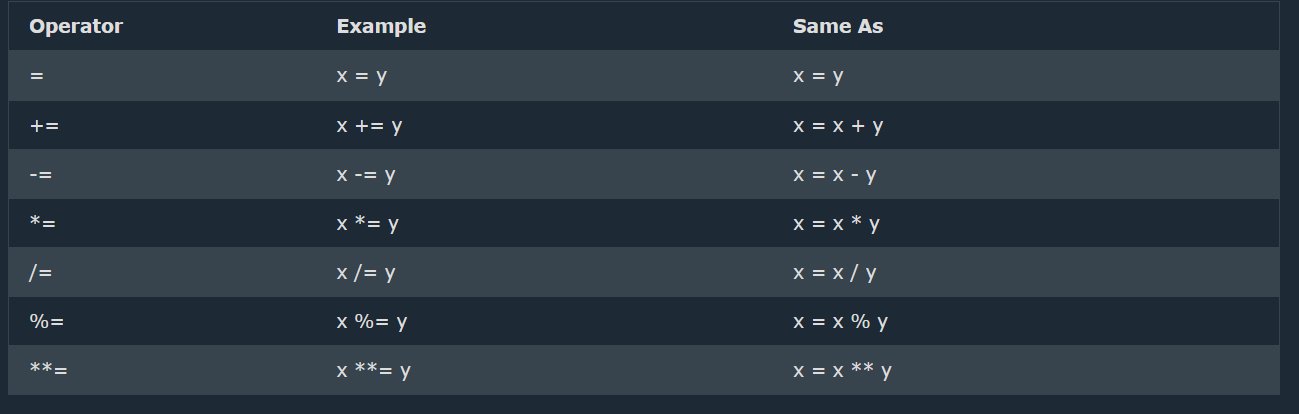 Operator Example Same As
= x = y x = y
+= x += y x = x + y
-= x -= y x = x - y
*= x *= y x = x * y
/= x /= y x = x / y
%= x %= y x = x % y
**= x **= y x = x ** y